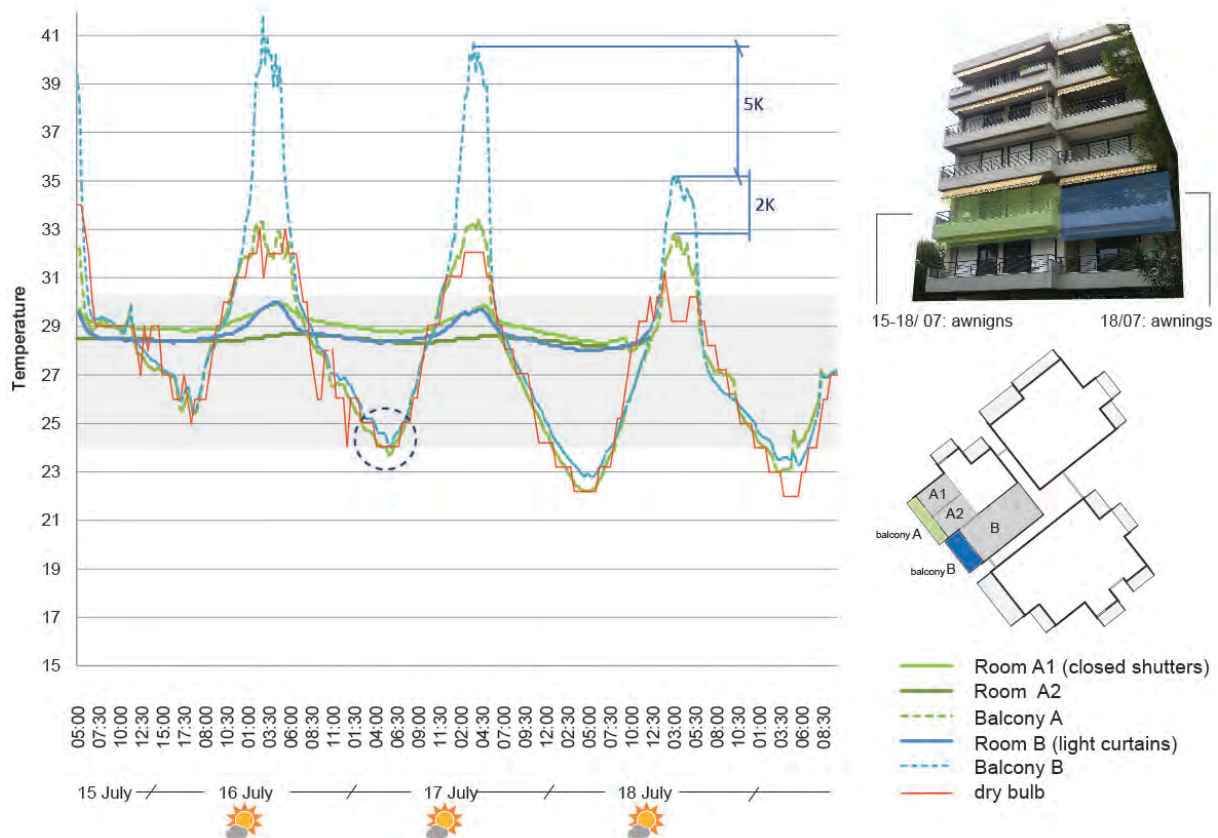 41
39
37
35
33
31
29
27
25
23
21
19
17
15
Temperature
5K
2K
05:00
07:30
10:00
12:30
15:00
17:30
08:00
10:30
01:00
03:30
06:00
08:30
11:00
01:30
04:00
06:30
09:00
11:30
02:00
04:30
07:00
09:30
12:00
02:30
05:00
07:30
10:00
12:30
03:00
05:30
08:00
10:30
01:00
03:30
06:00
08:30
15 July
16 July
17 July
18 July
15-18/ 07: awnigns
18/07: awnings
A1
A2
B
balcony A
balcony B
Room A1 (closed shutters)
Room A2
Balcony A
Room B (light curtains)
Balcony B
dry bulb